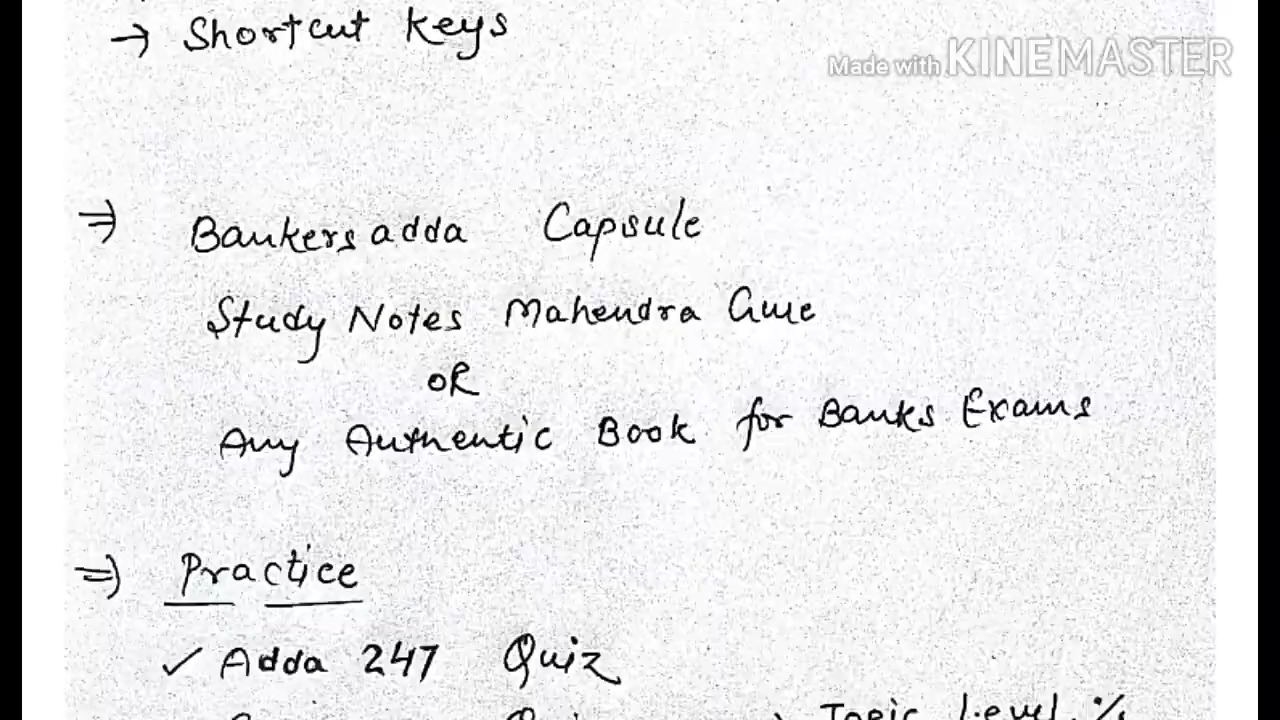 → Shortcut Keys
Made with KINEMASTER
⇒ Bankersadda Capsule
Study Notes Mahendra Guru
OR
Any Authentic Book for Banks Exams
⇒ Practice
✓ Adda 247 Quiz
Topic Level